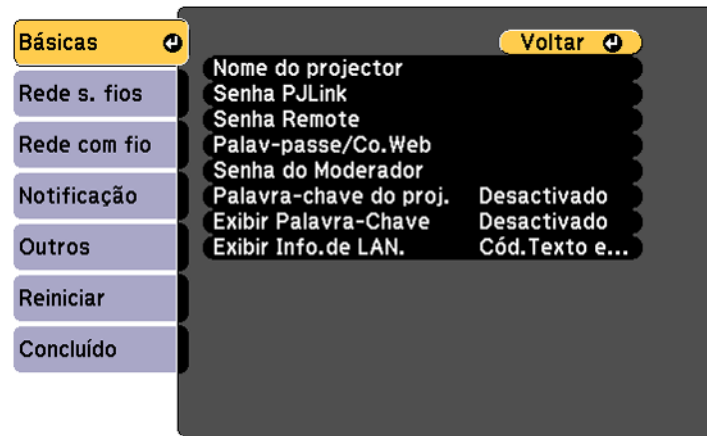 Básicas
Rede s. fios
Rede com fio
Notificação
Outros
Reiniciar
Concluído
Voltar
Nome do projector
Senha PJLink
Senha Remote
Palav-passe/Co.Web
Senha do Moderador
Palavra-chave do proj. Desactivado
Exibir Palavra-Chave Desactivado
Exibir Info.de LAN. Cód.Texto e...